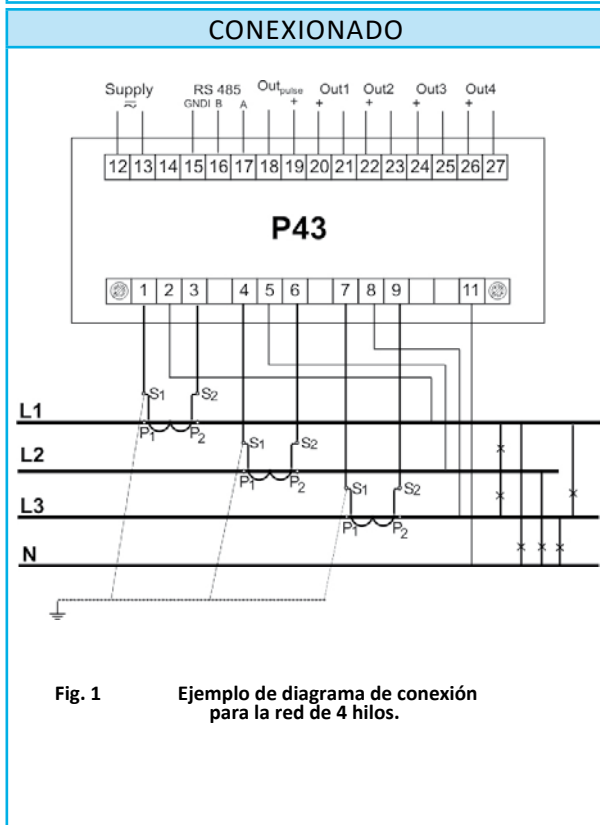 CONEXIONADO
Supply RS 485 Out pulse Out1 Out2 Out3 Out4
GNDI B A + + + + +
12 13 14 15 16 17 18 19 20 21 22 23 24 25 26 27
P43
1 2 3 4 5 6 7 8 9 11
S1 S2
L1
P1 P2
S1 S2
L2
P1 P2
S1 S2
L3
P1 P2
N
Fig. 1 Ejemplo de diagrama de conexión
para la red de 4 hilos.